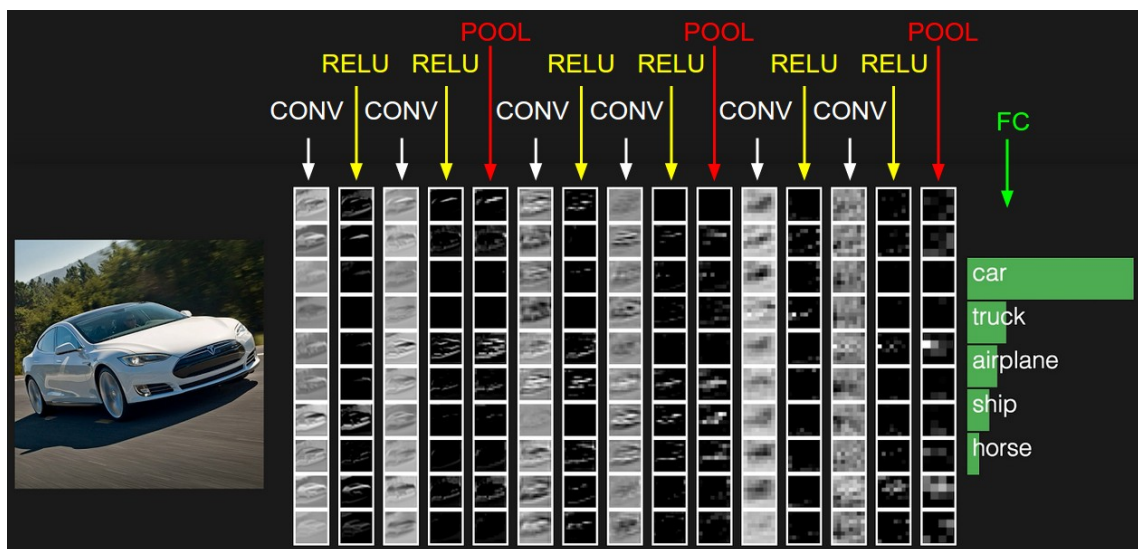 POOL POOL POOL
RELU RELU RELU RELU RELU RELU
CONV CONV CONV CONV CONV CONV
FC
car
truck
airplane
ship
horse